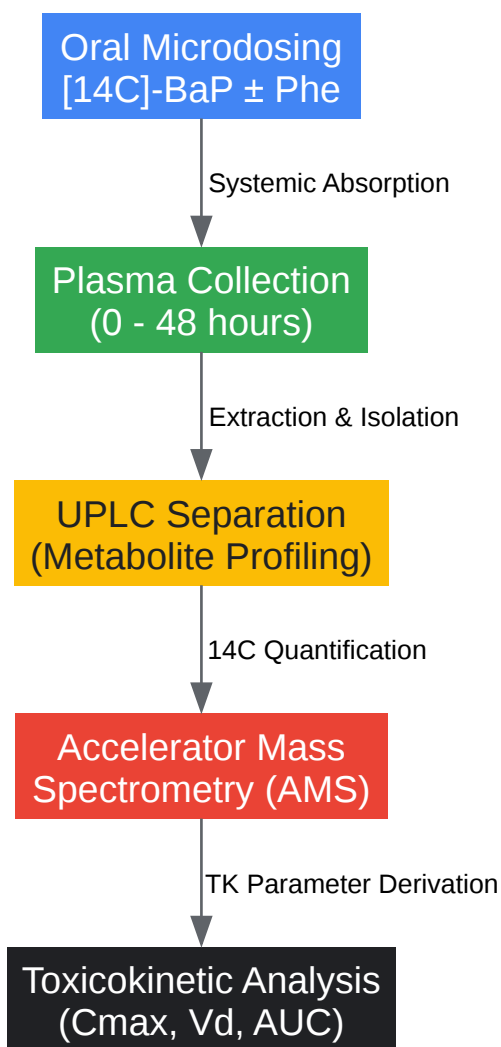 Oral Microdosing
[14C]-BaP ± Phe
Systemic Absorption
Plasma Collection
(0 - 48 hours)
Extraction & Isolation
UPLC Separation
(Metabolite Profiling)
14C Quantification
Accelerator Mass
Spectrometry (AMS)
TK Parameter Derivation
Toxicokinetic Analysis
(Cmax, Vd, AUC)